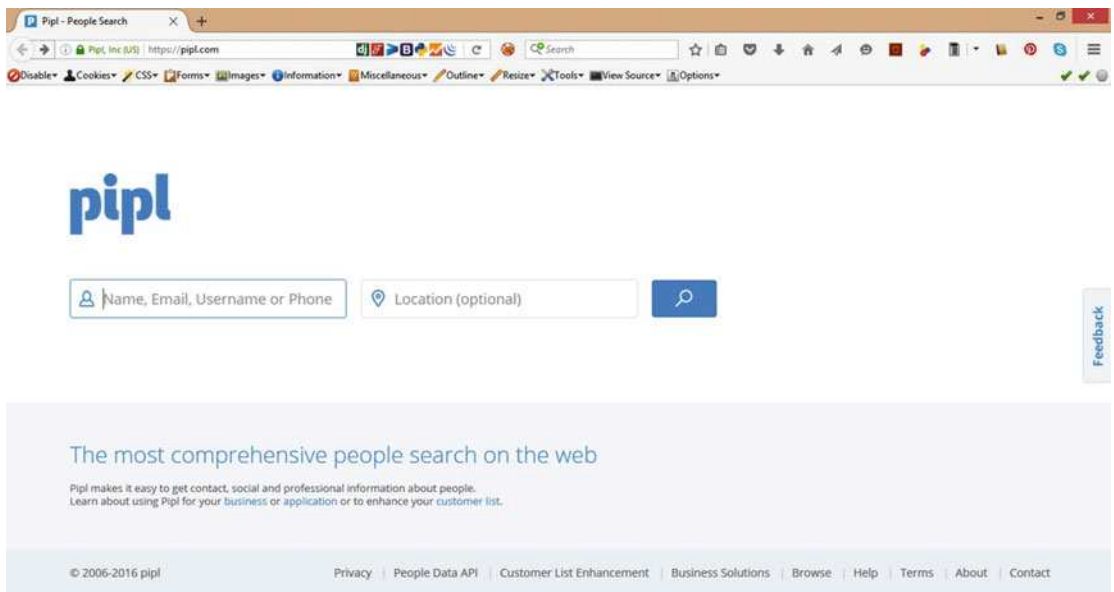 Pipl - People Search
Pipl, Inc (US) https://pipl.com Search
Disable Cookies CSS Forms Images Information Miscellaneous Outline Resize Tools View Source Options
pipl
Name, Email, Username or Phone Location (optional)
Feedback
The most comprehensive people search on the web
Pipl makes it easy to get contact, social and professional information about people.
Learn about using Pipl for your business or application or to enhance your customer list.
© 2006-2016 pipl Privacy People Data API Customer List Enhancement Business Solutions Browse Help Terms About Contact